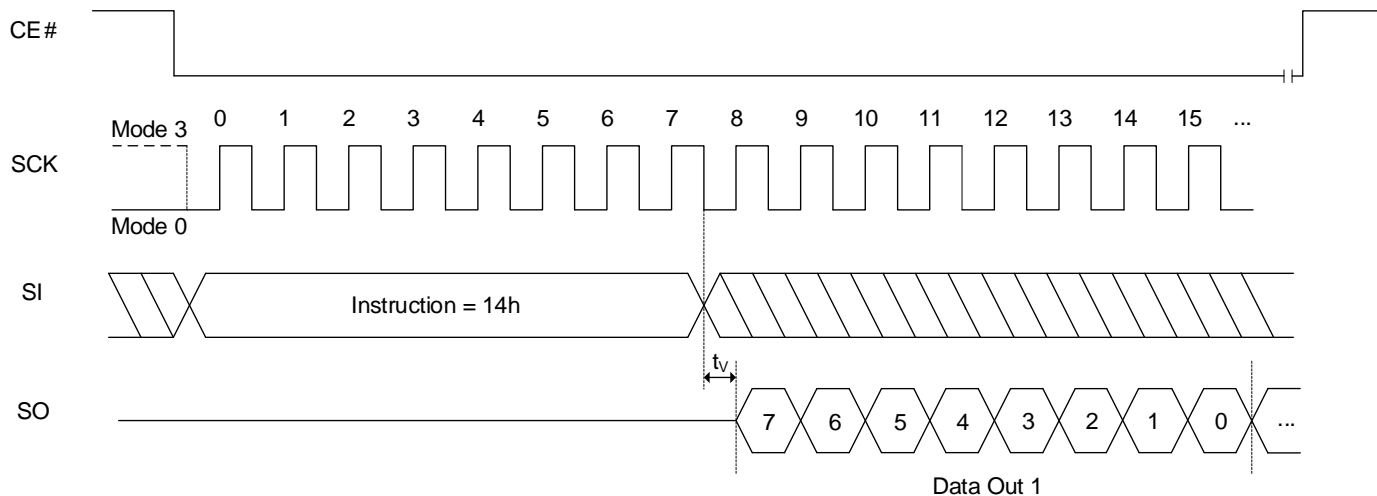 CE#
Mode 3
0 1 2 3 4 5 6 7 8 9 10 11 12 13 14 15 ...
SCK
Mode 0
SI
Instruction = 14h
tV
SO
7 6 5 4 3 2 1 0 ...
Data Out 1